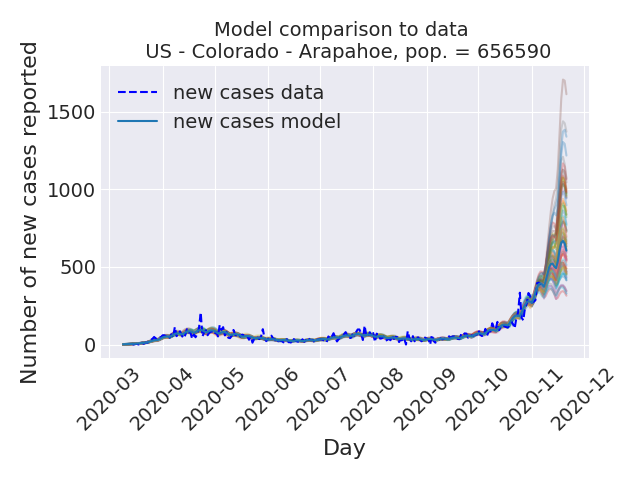 Model comparison to data
US - Colorado - Arapahoe, pop. = 656590
Number of new cases reported
1500
1000
500
0
new cases data
new cases model
2020-03
2020-04
2020-05
2020-06
2020-07
2020-08
2020-09
2020-10
2020-11
2020-12
Day